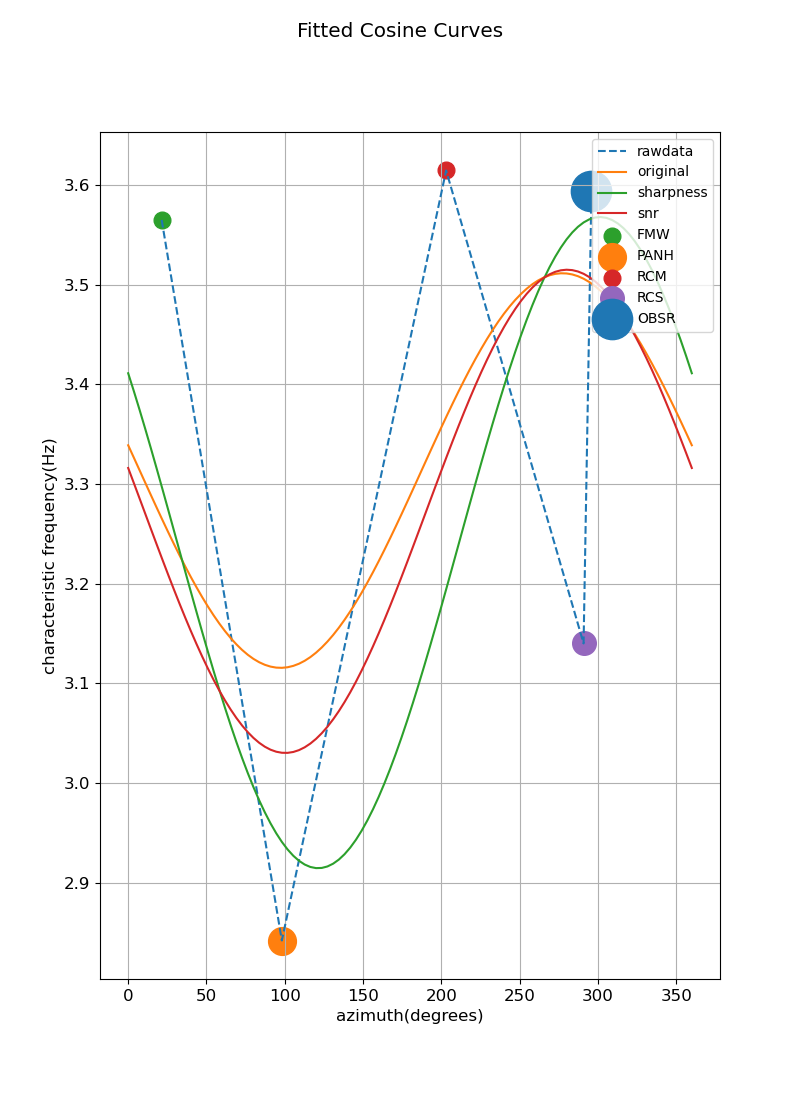 Fitted Cosine Curves
characteristic frequency(Hz)
3.6
3.5
3.4
3.3
3.2
3.1
3.0
2.9
rawdata
original
sharpness
snr
FMW
PANH
RCM
RCS
OBSR
0 50 100 150 200 250 300 350
azimuth(degrees)